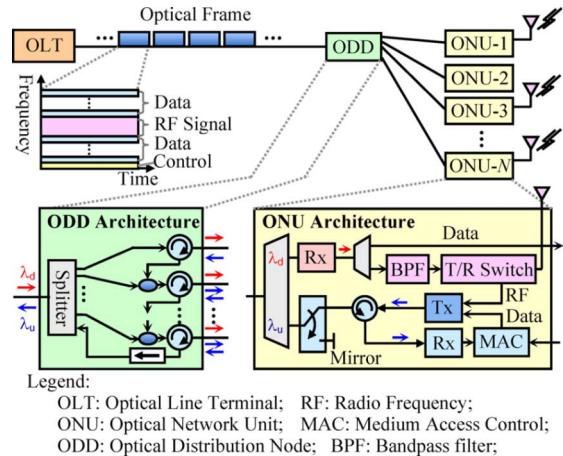 Optical Frame
OLT
ODD
ONU-1
ONU-2
ONU-3
ONU-N
Frequency
Data
RF Signal
Data
Control
Time
ODD Architecture
λd
λu
Splitter
ONU Architecture
λd
λu
Rx
Data
BPF
T/R Switch
RF
Tx
Data
Rx
MAC
Mirror
Legend:
OLT: Optical Line Terminal; RF: Radio Frequency;
ONU: Optical Network Unit; MAC: Medium Access Control;
ODD: Optical Distribution Node; BPF: Bandpass filter;